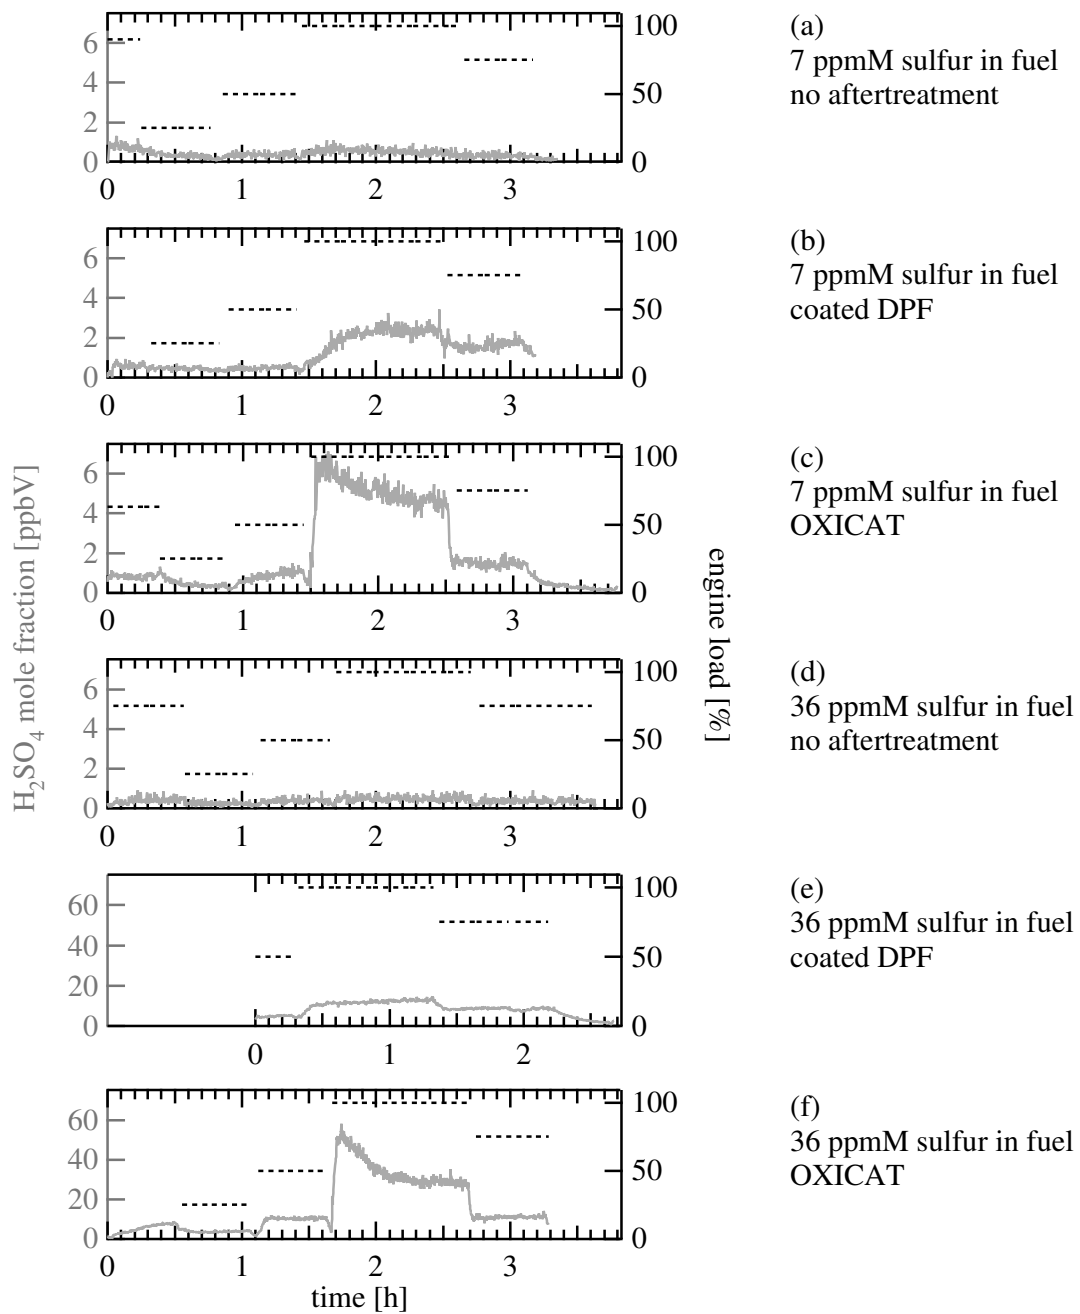 6
4
2
0
100
50
0
0 1 2 3
(a)
7 ppmM sulfur in fuel
no aftertreatment
6
4
2
0
100
50
0
0 1 2 3
(b)
7 ppmM sulfur in fuel
coated DPF
6
4
2
0
100
50
0
0 1 2 3
(c)
7 ppmM sulfur in fuel
OXICAT
H₂SO₄ mole fraction [ppbV]
engine load [%]
6
4
2
0
100
50
0
0 1 2 3
(d)
36 ppmM sulfur in fuel
no aftertreatment
60
40
20
0
100
50
0
0 1 2
(e)
36 ppmM sulfur in fuel
coated DPF
60
40
20
0
100
50
0
0 1 2 3
time [h]
(f)
36 ppmM sulfur in fuel
OXICAT